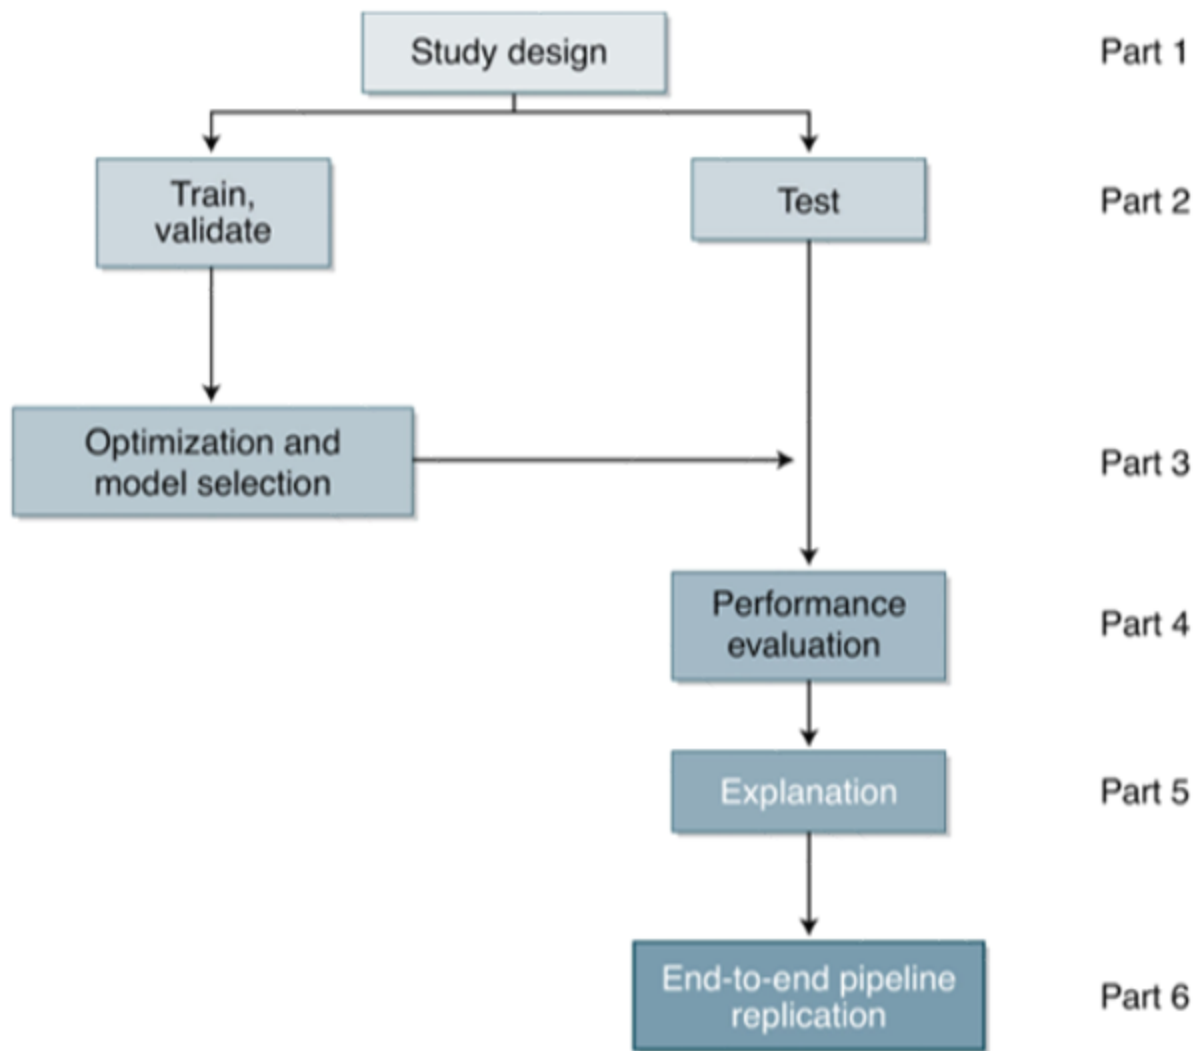 Study design
Part 1
Train,
validate
Test
Part 2
Optimization and
model selection
Part 3
Performance
evaluation
Part 4
Explanation
Part 5
End-to-end pipeline
replication
Part 6